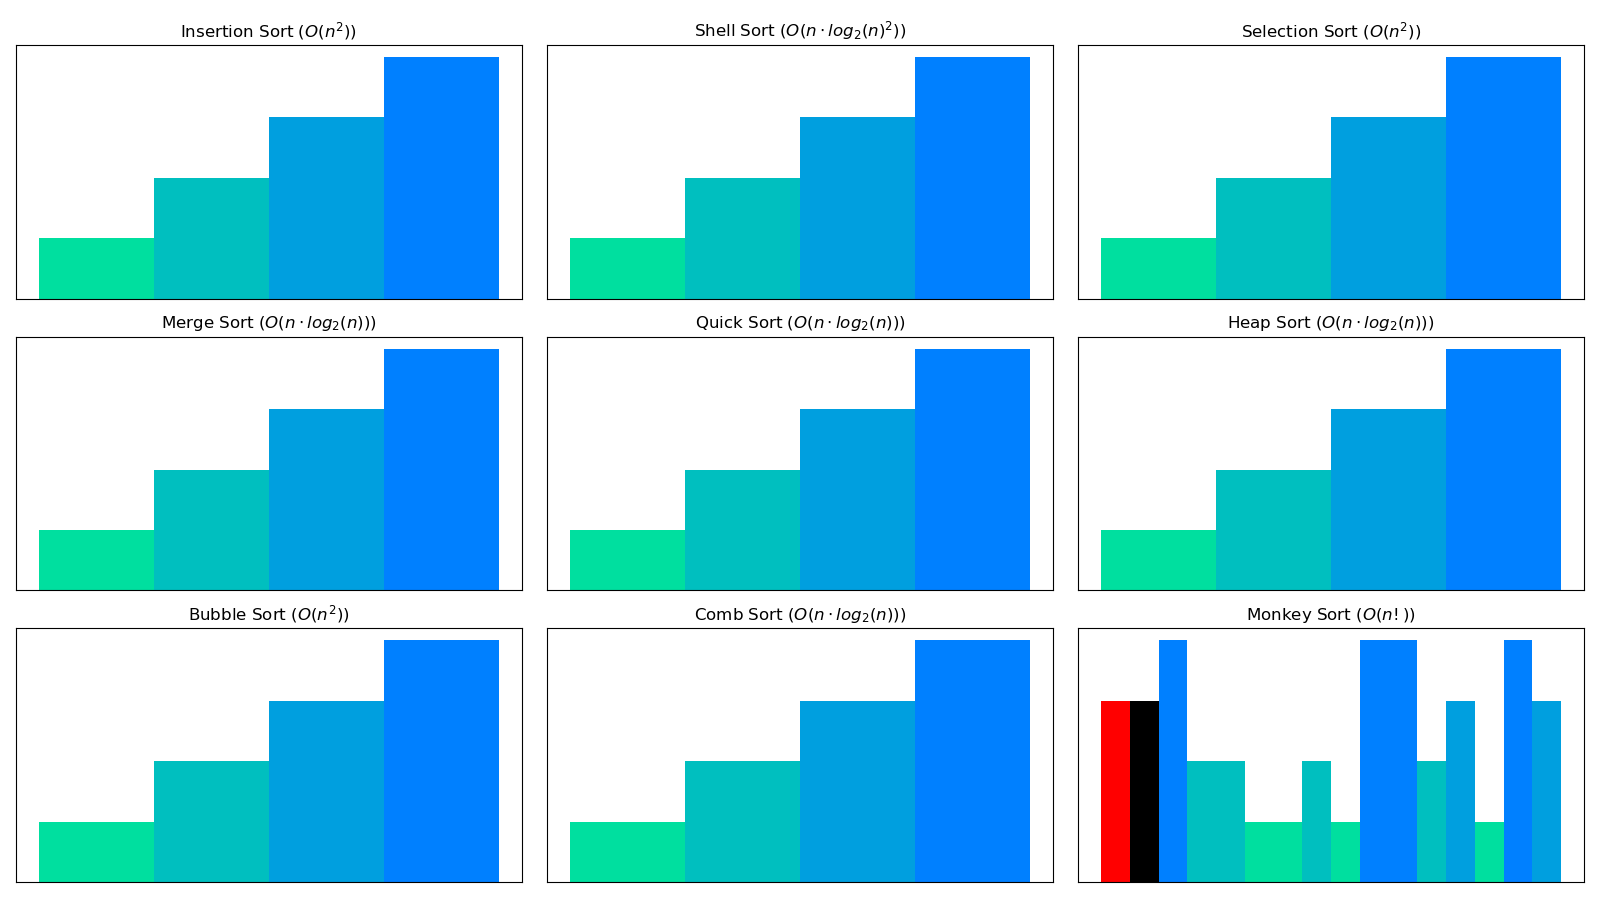 Insertion Sort (O(n²))
Shell Sort (O(n · log₂(n)²))
Selection Sort (O(n²))
Merge Sort (O(n · log₂(n)))
Quick Sort (O(n · log₂(n)))
Heap Sort (O(n · log₂(n)))
Bubble Sort (O(n²))
Comb Sort (O(n · log₂(n)))
Monkey Sort (O(n!))